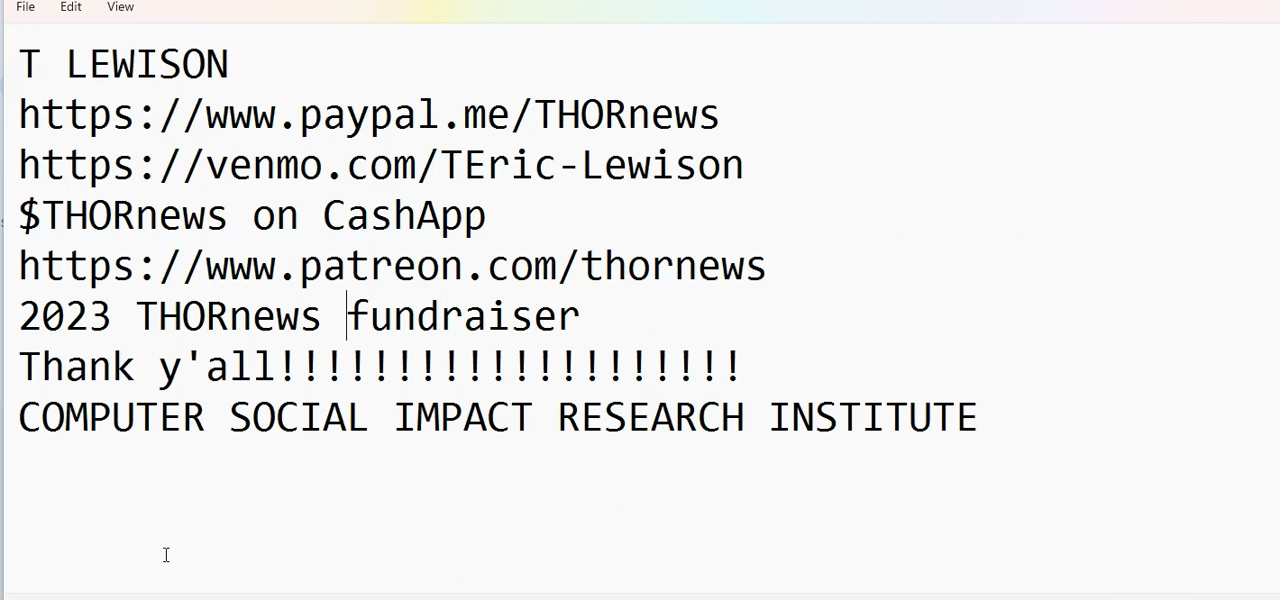 File Edit View
T LEWISON
https://www.paypal.me/THORnews
https://venmo.com/TEric-Lewison
$THORnews on CashApp
https://www.patreon.com/thornews
2023 THORnews fundraiser
Thank y'all!!!!!!!!!!!!!!!!!!!!
COMPUTER SOCIAL IMPACT RESEARCH INSTITUTE